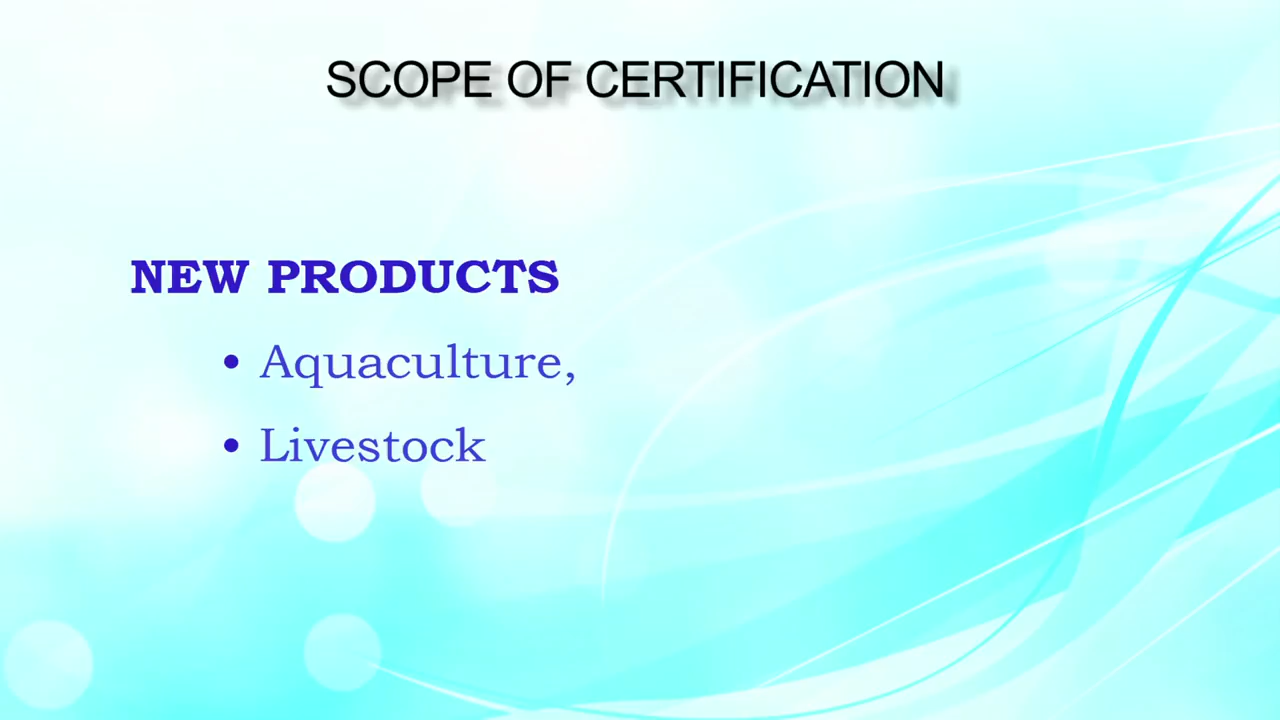 SCOPE OF CERTIFICATION
NEW PRODUCTS
• Aquaculture,
• Livestock